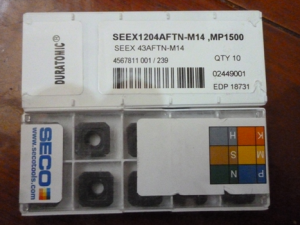 DURATOMIC®
SEEX1204AFTN-M14 ,MP1500
SEEX 43AFTN-M14
4567811 001 / 239
QTY 10
02449001
EDP 18731
SECO
www.secotools.com
H
K
S
M
N
P